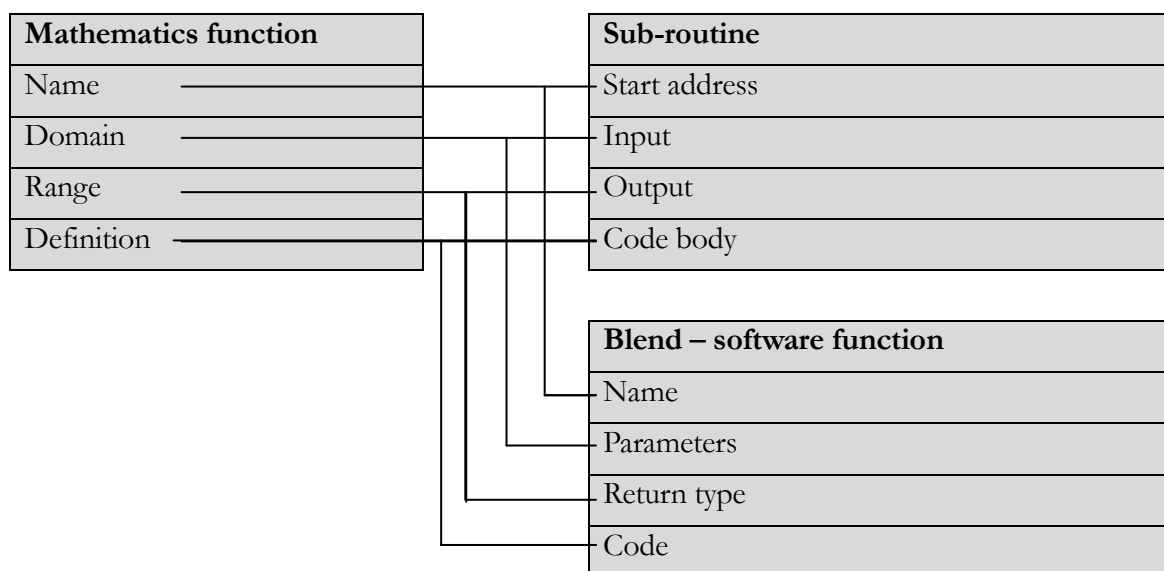 Mathematics function
Name
Domain
Range
Definition
Sub-routine
Start address
Input
Output
Code body
Blend – software function
Name
Parameters
Return type
Code